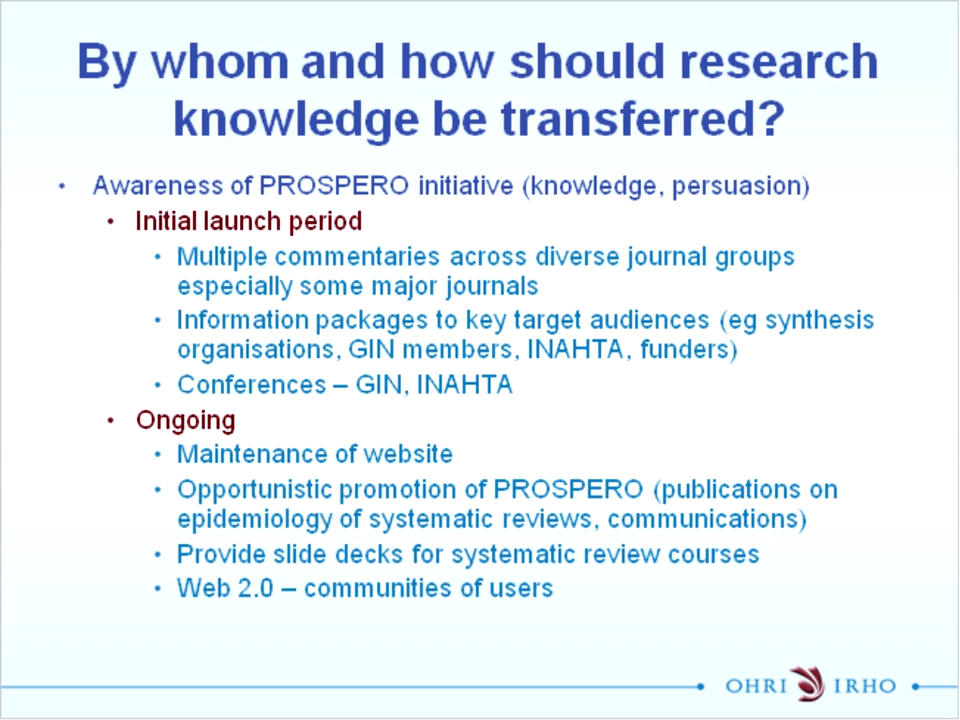 By whom and how should research
knowledge be transferred?
• Awareness of PROSPERO initiative (knowledge, persuasion)
• Initial launch period
• Multiple commentaries across diverse journal groups
especially some major journals
• Information packages to key target audiences (eg synthesis
organisations, GIN members, INAHTA, funders)
• Conferences – GIN, INAHTA
• Ongoing
• Maintenance of website
• Opportunistic promotion of PROSPERO (publications on
epidemiology of systematic reviews, communications)
• Provide slide decks for systematic review courses
• Web 2.0 – communities of users
OHRI IRHO